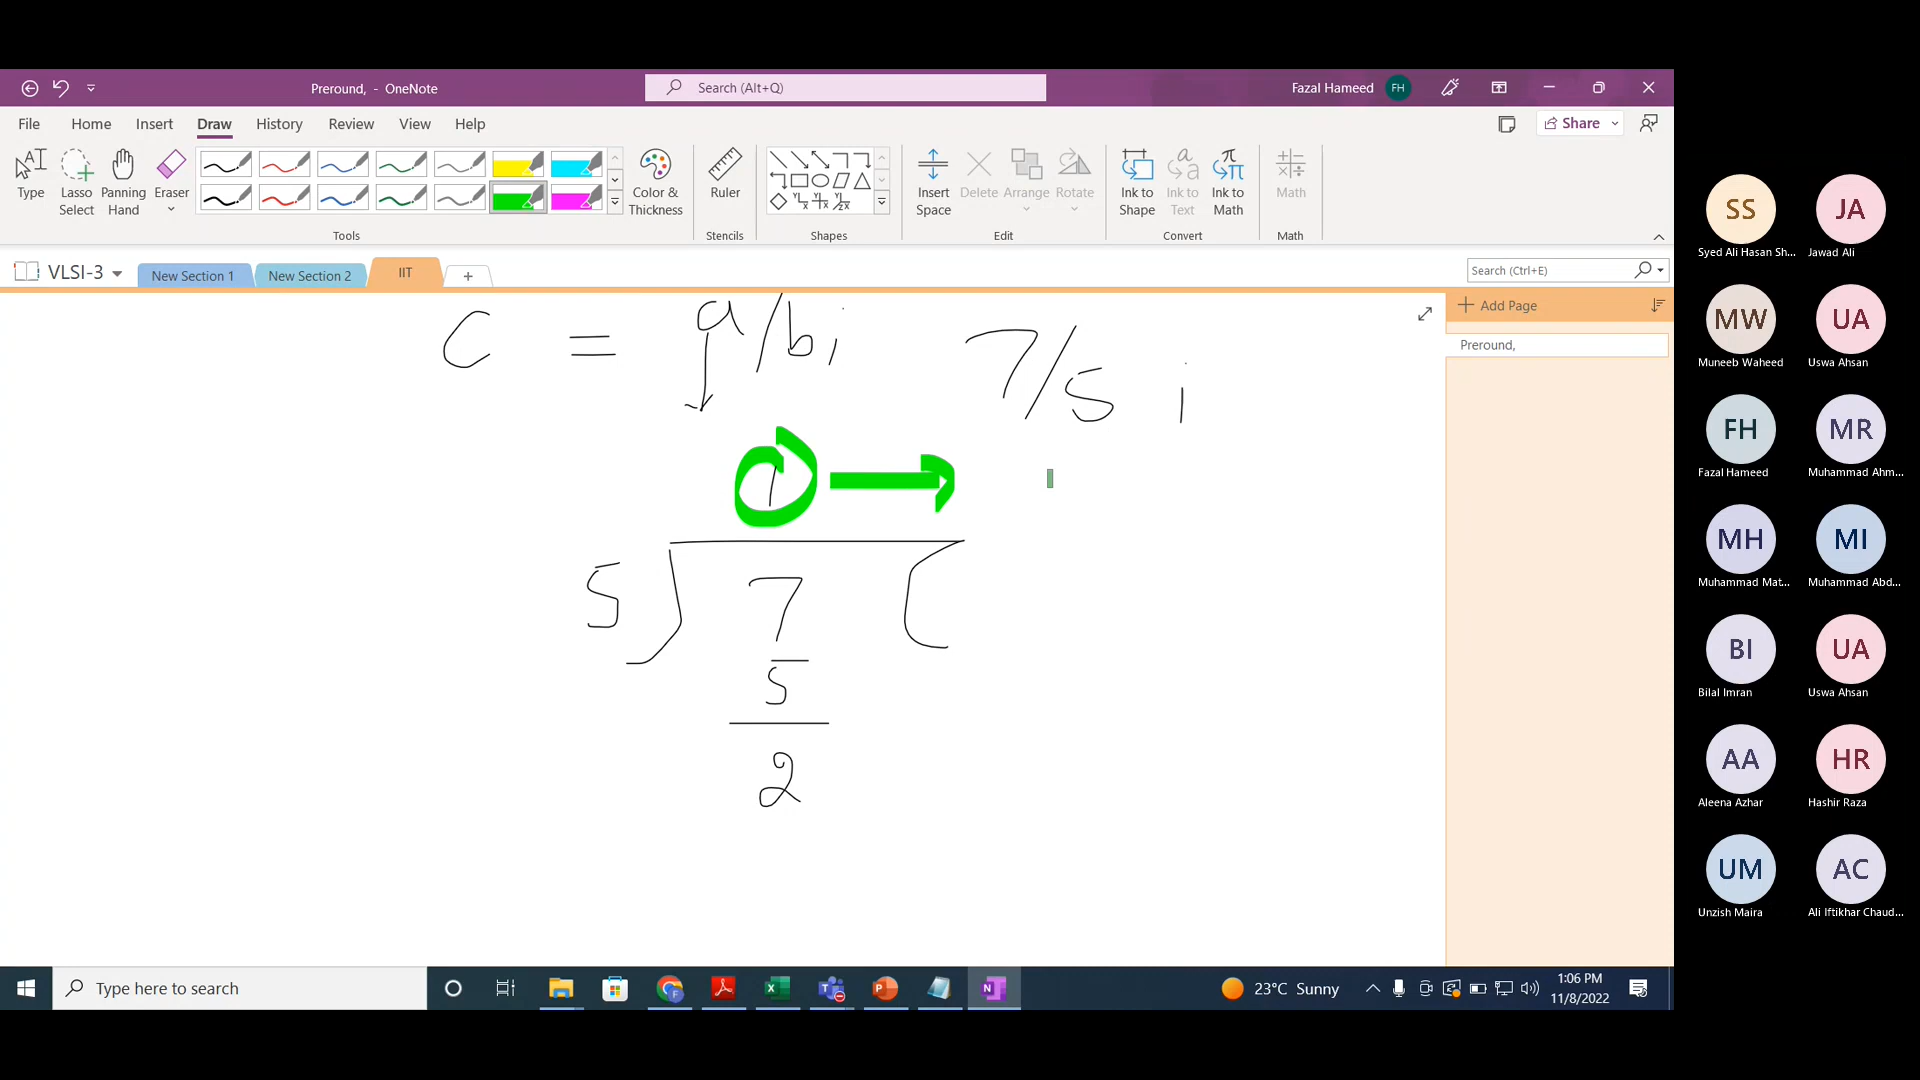 Preround, - OneNote
Search (Alt+Q)
Fazal Hameed FH
File Home Insert Draw History Review View Help
Share
Type
Lasso Select
Panning Hand
Eraser
Color & Thickness
Ruler
Insert Space
Delete Arrange Rotate
Ink to Shape
Ink to Text
Ink to Math
Math
Tools Stencils Shapes Edit Convert Math
VLSI-3 New Section 1 New Section 2 IIT +
Search (Ctrl+E)
Add Page
Preround,
C = a/b;
7/5 i
1
5 7
5
2
SS JA
Syed Ali Hasan Sh... Jawad Ali
MW UA
Muneeb Waheed Uswa Ahsan
FH MR
Fazal Hameed Muhammad Ahm...
MH MI
Muhammad Mat... Muhammad Abd...
BI UA
Bilal Imran Uswa Ahsan
AA HR
Aleena Azhar Hashir Raza
UM AC
Unzish Maira Ali Iftikhar Chaud...
Type here to search
23°C Sunny
1:06 PM
11/8/2022